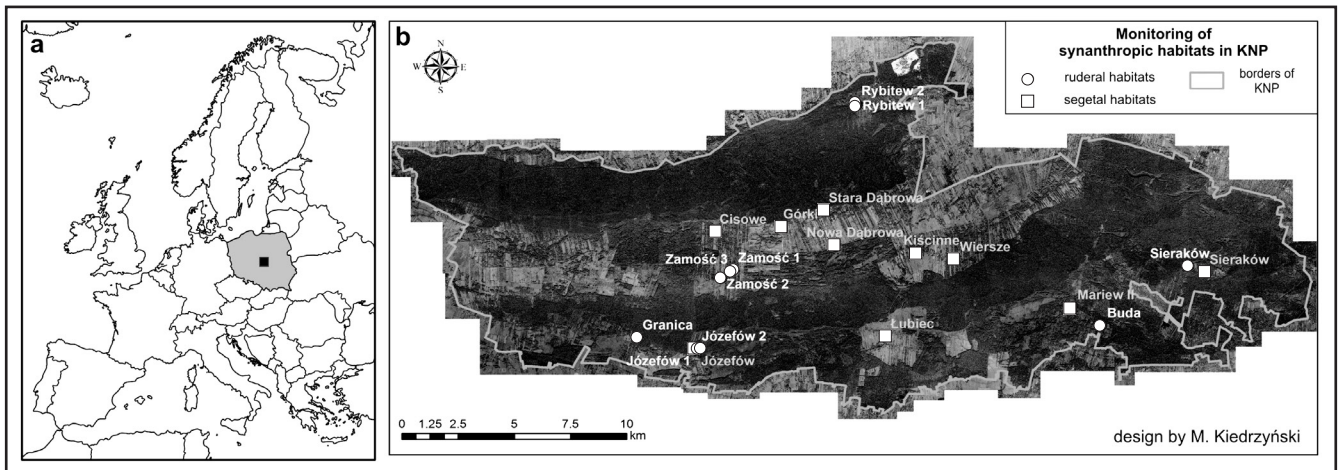 a
b
N
W
E
S
Monitoring of
synanthropic habitats in KNP
ruderal habitats
borders of
KNP
segetal habitats
Rybitew 2
Rybitew 1
Stara Dąbrowa
Cisowe
Górki
Nowa Dąbrowa
Kiścinne
Wiersze
Zamość 3
Zamość 1
Zamość 2
Sieraków
Sieraków
Mariew II
Buda
Granica
Józefów 2
Łubiec
Józefów 1
Józefów
0 1.25 2.5 5 7.5 10
km
design by M. Kiedrzyński